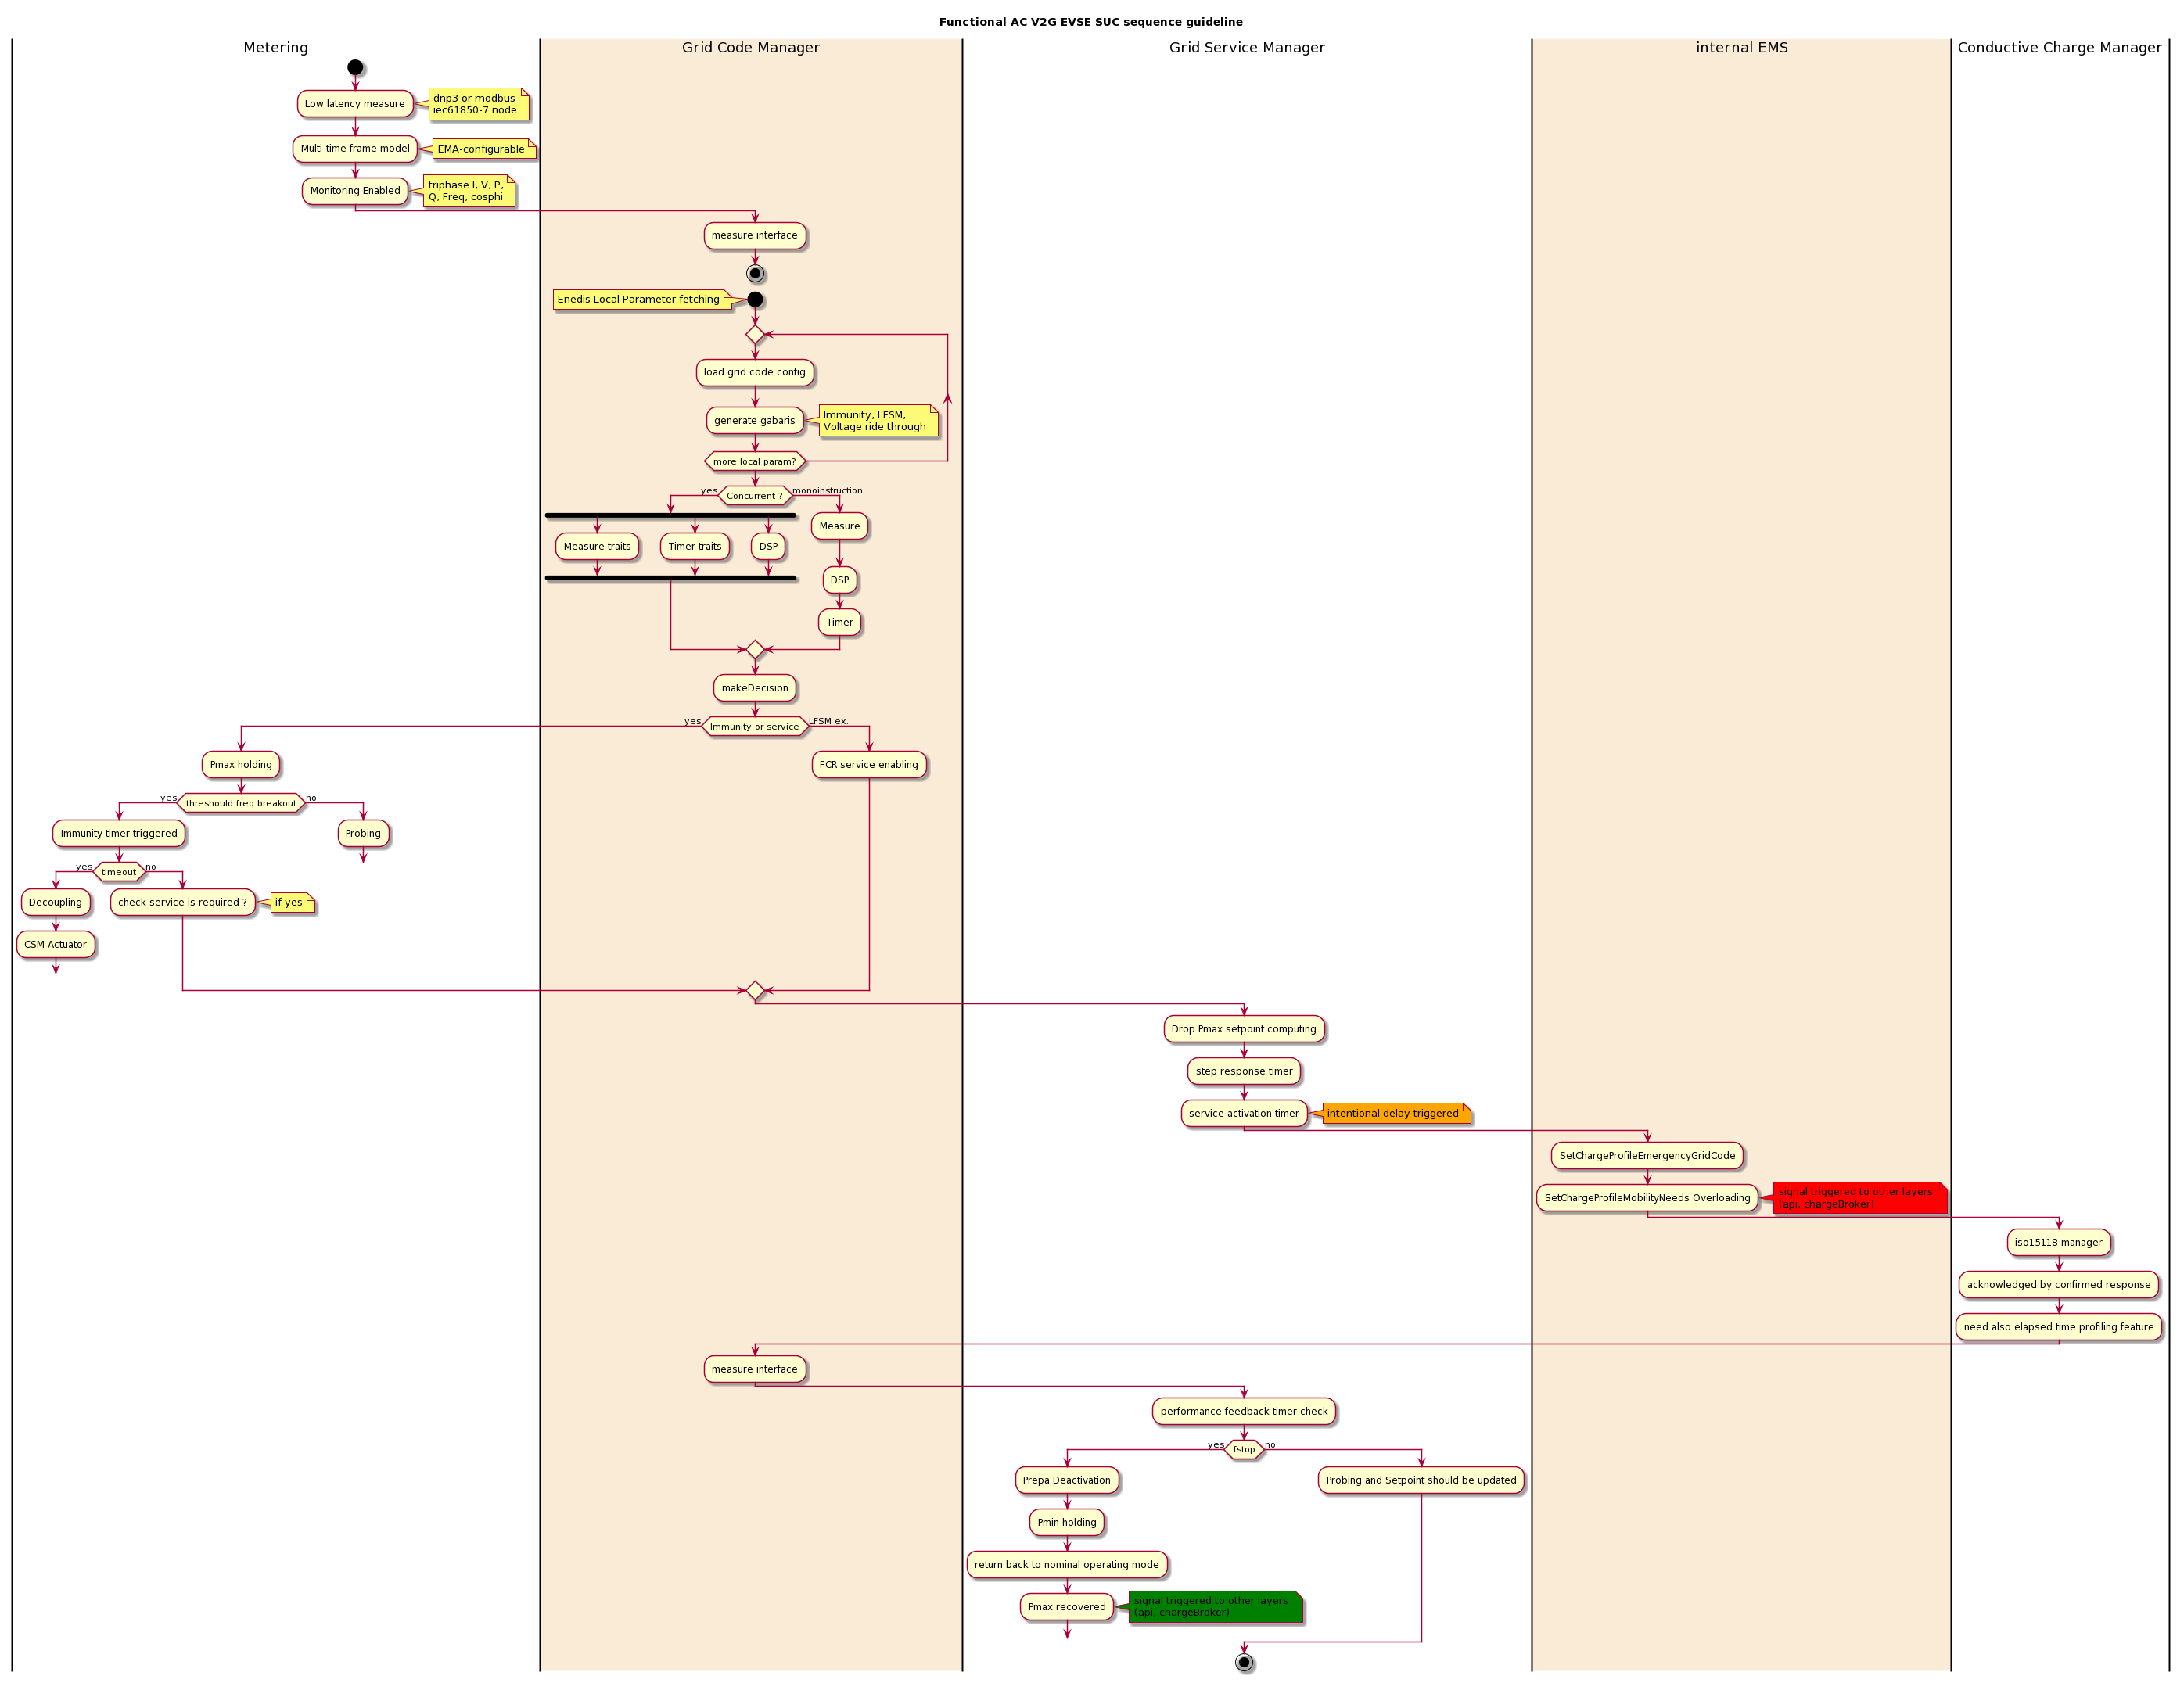 Functional AC V2G EVSE SUC sequence guideline
Metering
Grid Code Manager
Grid Service Manager
internal EMS
Conductive Charge Manager
Low latency measure
dnp3 or modbus
iec61850-7 node
Multi-time frame model
EMA-configurable
Monitoring Enabled
triphase I, V, P,
Q, Freq, cosphi
measure interface
Enedis Local Parameter fetching
load grid code config
generate gabaris
Immunity, LFSM,
Voltage ride through
more local param?
yes
Concurrent ?
monoinstruction
Measure traits
Timer traits
DSP
Measure
DSP
Timer
makeDecision
yes
Immunity or service
LFSM ex.
Pmax holding
FCR service enabling
yes
threshould freq breakout
no
Immunity timer triggered
Probing
yes
timeout
no
Decoupling
check service is required ?
if yes
CSM Actuator
Drop Pmax setpoint computing
step response timer
service activation timer
intentional delay triggered
SetChargeProfileEmergencyGridCode
SetChargeProfileMobilityNeeds Overloading
signal triggered to other layers
(api, chargeBroker)
iso15118 manager
acknowledged by confirmed response
need also elapsed time profiling feature
measure interface
performance feedback timer check
yes
fstop
no
Prepa Deactivation
Probing and Setpoint should be updated
Pmin holding
return back to nominal operating mode
Pmax recovered
signal triggered to other layers
(api, chargeBroker)